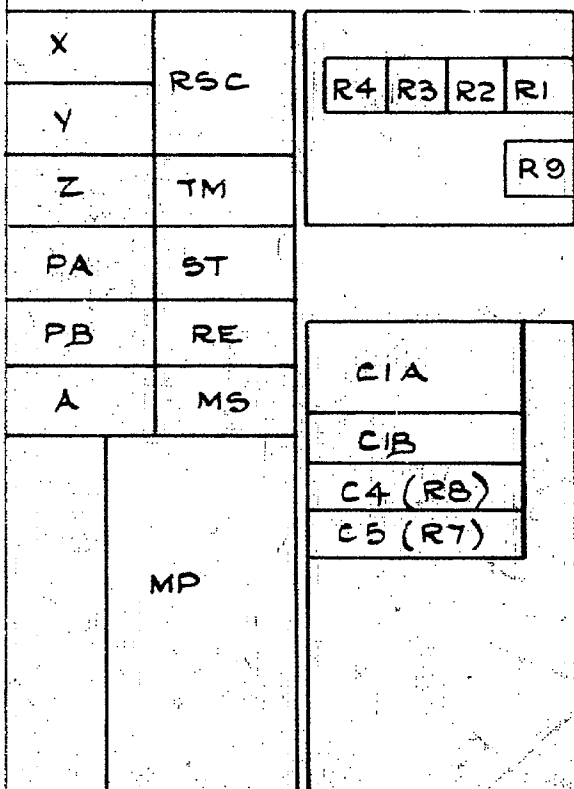 X
RSC
Y
Z TM
PA ST
PB RE
A MS
MP
R4 R3 R2 R1
R9
C1A
C1B
C4 (R8)
C5 (R7)